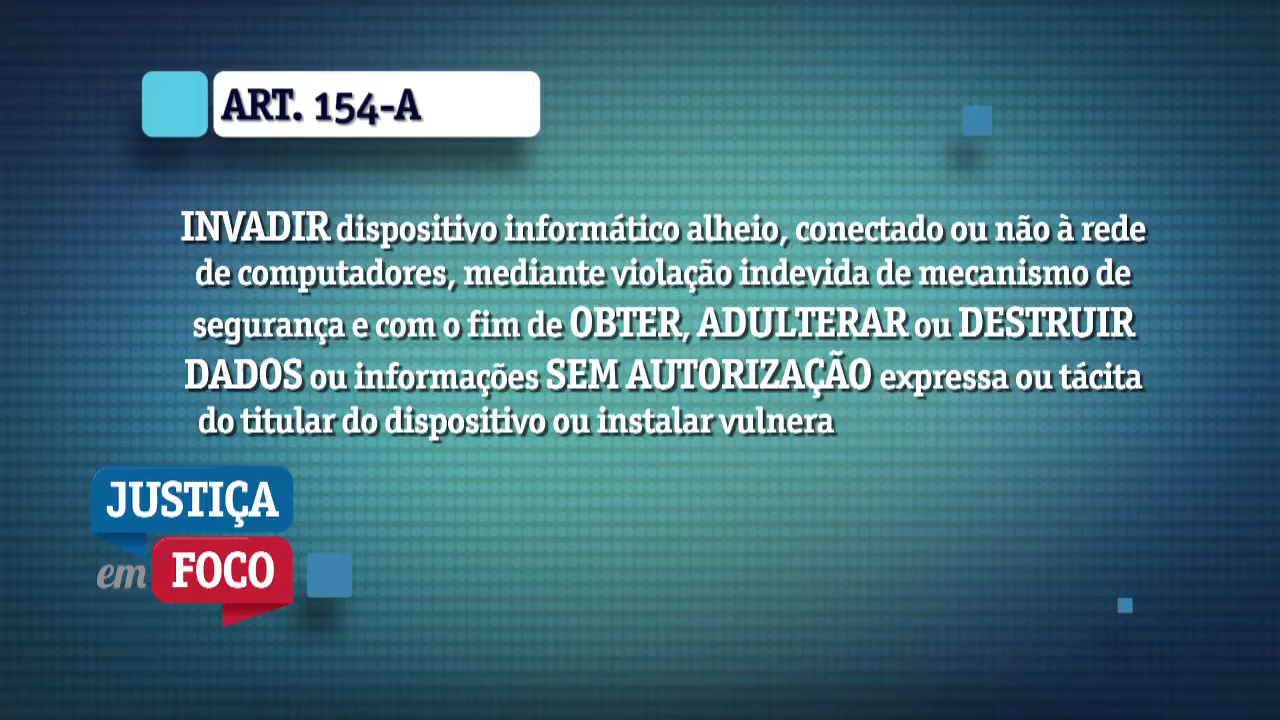 ART. 154-A
INVADIR dispositivo informático alheio, conectado ou não à rede
de computadores, mediante violação indevida de mecanismo de
segurança e com o fim de OBTER, ADULTERAR ou DESTRUIR
DADOS ou informações SEM AUTORIZAÇÃO expressa ou tácita
do titular do dispositivo ou instalar vulnera
JUSTIÇA
em FOCO